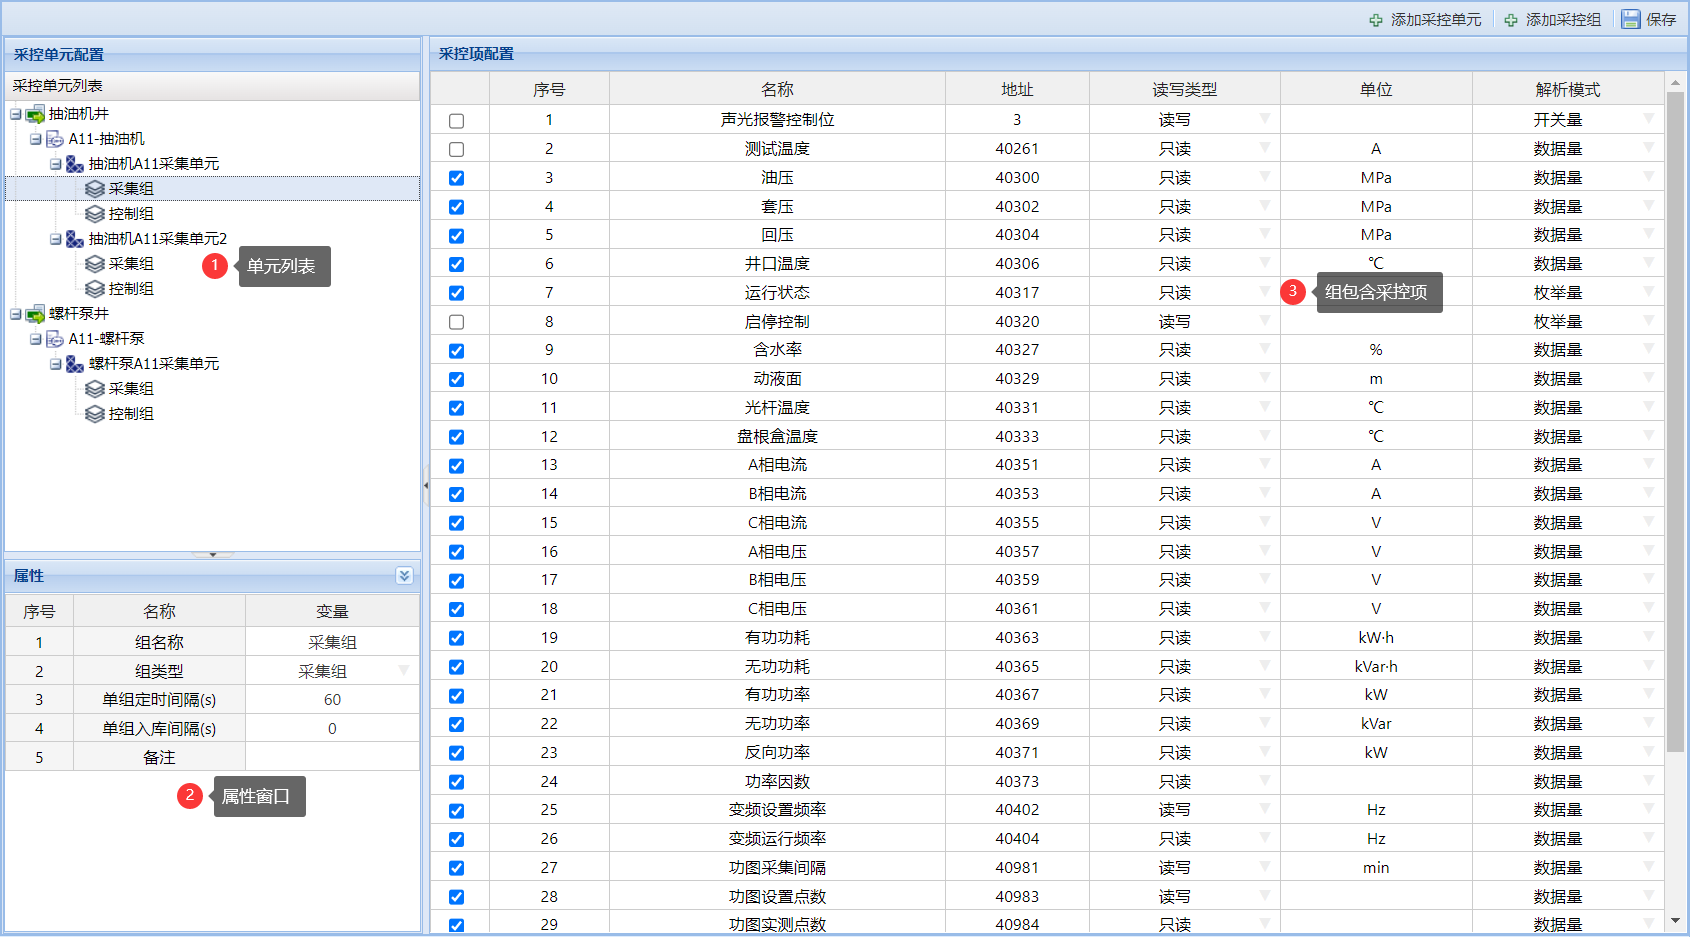 添加采控单元 添加采控组 保存
采控单元配置
采控单元列表
抽油机井
A11-抽油机
抽油机A11采集单元
采集组
控制组
抽油机A11采集单元2
采集组
控制组
螺杆泵井
A11-螺杆泵
螺杆泵A11采集单元
采集组
控制组
1 单元列表
属性
序号 名称 变量
1 组名称 采集组
2 组类型 采集组
3 单组定时间隔(s) 60
4 单组入库间隔(s) 0
5 备注
2 属性窗口
采控项配置
序号 名称 地址 读写类型 单位 解析模式
1 声光报警控制位 3 读写 开关量
2 测试温度 40261 只读 A 数据量
3 油压 40300 只读 MPa 数据量
4 套压 40302 只读 MPa 数据量
5 回压 40304 只读 MPa 数据量
6 井口温度 40306 只读 ℃ 数据量
7 运行状态 40317 只读 枚举量
3 组包含采控项
8 启停控制 40320 读写 枚举量
9 含水率 40327 只读 % 数据量
10 动液面 40329 只读 m 数据量
11 光杆温度 40331 只读 ℃ 数据量
12 盘根盒温度 40333 只读 ℃ 数据量
13 A相电流 40351 只读 A 数据量
14 B相电流 40353 只读 A 数据量
15 C相电流 40355 只读 V 数据量
16 A相电压 40357 只读 V 数据量
17 B相电压 40359 只读 V 数据量
18 C相电压 40361 只读 V 数据量
19 有功功耗 40363 只读 kW·h 数据量
20 无功功耗 40365 只读 kVar·h 数据量
21 有功功率 40367 只读 kW 数据量
22 无功功率 40369 只读 kVar 数据量
23 反向功率 40371 只读 kW 数据量
24 功率因数 40373 只读 数据量
25 变频设置频率 40402 读写 Hz 数据量
26 变频运行频率 40404 只读 Hz 数据量
27 功图采集间隔 40981 读写 min 数据量
28 功图设置点数 40983 读写 数据量
29 功图实测点数 40984 只读 数据量